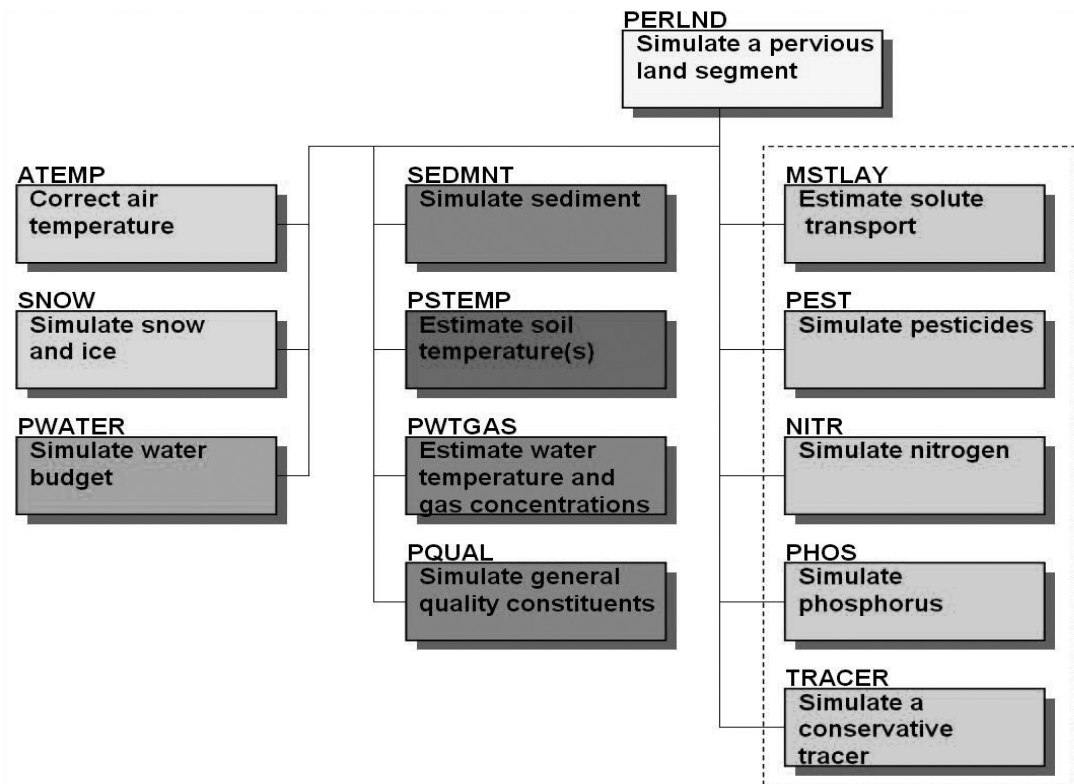 PERLND
Simulate a pervious
land segment
ATEMP
Correct air
temperature
SNOW
Simulate snow
and ice
PWATER
Simulate water
budget
SEDMNT
Simulate sediment
PSTEMP
Estimate soil
temperature(s)
PWTGAS
Estimate water
temperature and
gas concentrations
PQUAL
Simulate general
quality constituents
MSTLAY
Estimate solute
transport
PEST
Simulate pesticides
NITR
Simulate nitrogen
PHOS
Simulate
phosphorus
TRACER
Simulate a
conservative
tracer